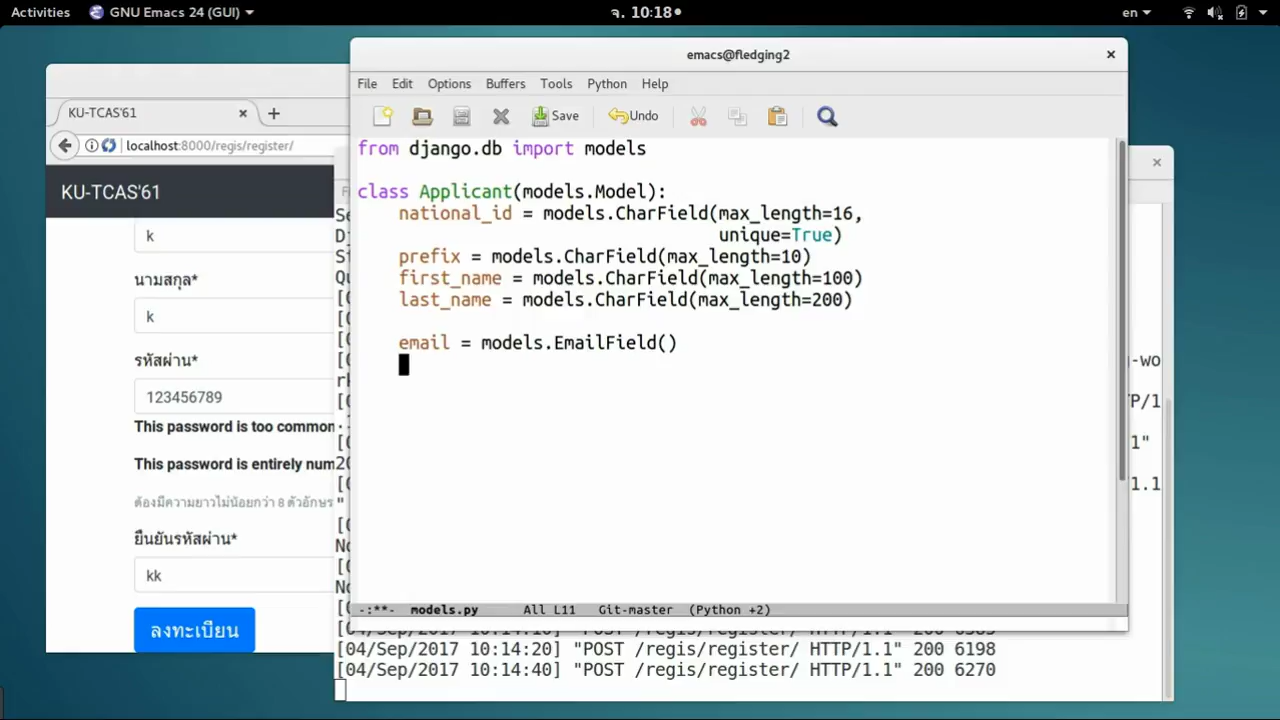 Activities GNU Emacs 24 (GUI) จ. 10:18 en
emacs@fledging2
File Edit Options Buffers Tools Python Help
Save Undo
from django.db import models
class Applicant(models.Model):
national_id = models.CharField(max_length=16,
unique=True)
prefix = models.CharField(max_length=10)
first_name = models.CharField(max_length=100)
last_name = models.CharField(max_length=200)
email = models.EmailField()
-:**- models.py All L11 Git-master (Python +2)
KU-TCAS'61
localhost:8000/regis/register/
KU-TCAS'61
k
นามสกุล*
k
รหัสผ่าน*
123456789
This password is too common.
This password is entirely num
ต้องมีความยาวไม่น้อยกว่า 8 ตัวอักษร
ยืนยันรหัสผ่าน*
kk
ลงทะเบียน
[04/Sep/2017 10:14:20] "POST /regis/register/ HTTP/1.1" 200 6198
[04/Sep/2017 10:14:40] "POST /regis/register/ HTTP/1.1" 200 6270